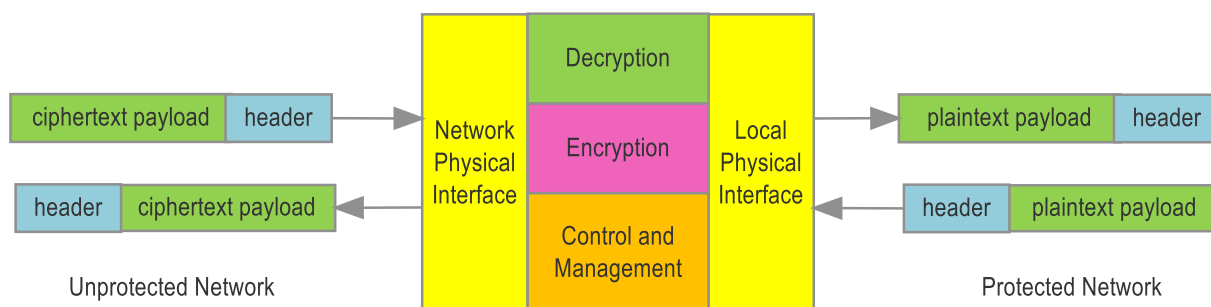 ciphertext payload header
header ciphertext payload
Unprotected Network
Network
Physical
Interface
Decryption
Encryption
Control and
Management
Local
Physical
Interface
plaintext payload header
header plaintext payload
Protected Network